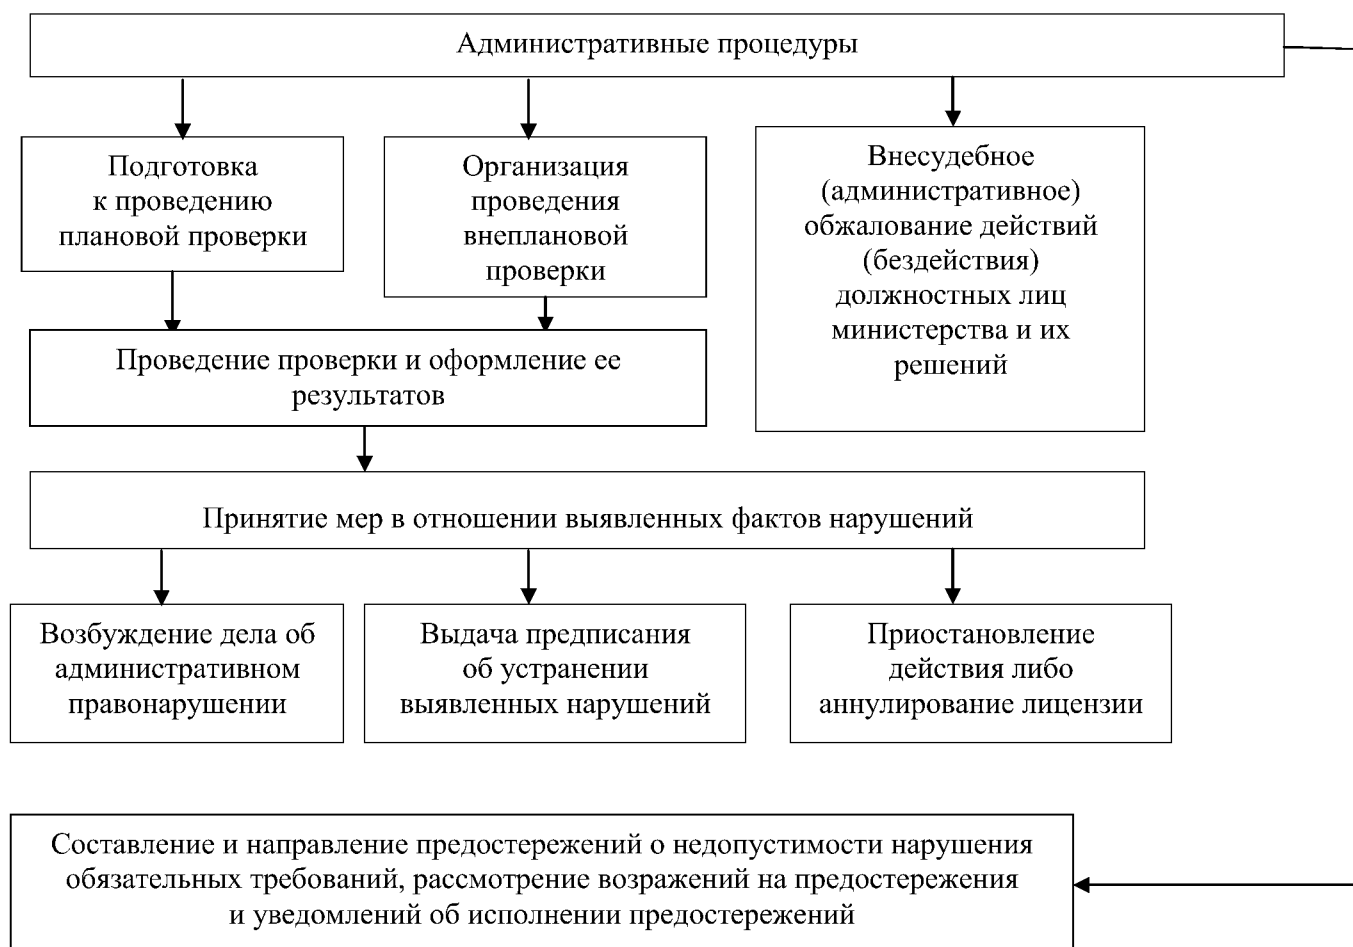 Административные процедуры
Подготовка
к проведению
плановой проверки
Организация
проведения
внеплановой
проверки
Внесудебное
(административное)
обжалование действий
(бездействия)
должностных лиц
министерства и их
решений
Проведение проверки и оформление ее
результатов
Принятие мер в отношении выявленных фактов нарушений
Возбуждение дела об
административном
правонарушении
Выдача предписания
об устранении
выявленных нарушений
Приостановление
действия либо
аннулирование лицензии
Составление и направление предостережений о недопустимости нарушения
обязательных требований, рассмотрение возражений на предостережения
и уведомлений об исполнении предостережений